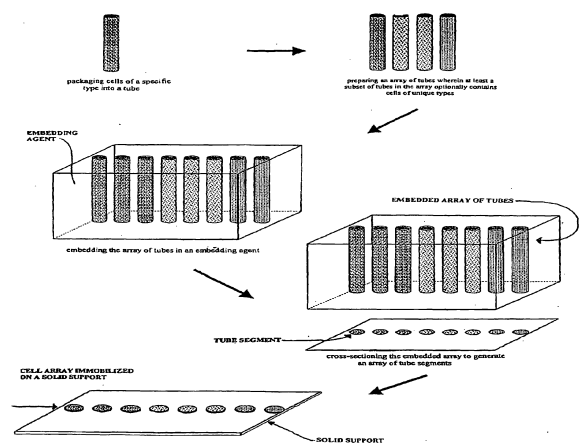 packaging cells of a specific
type into a tube
preparing an array of tubes wherein at least a
subset of tubes in the array optionally contains
cells of unique types
EMBEDDING
AGENT
embedding the array of tubes in an embedding agent
EMBEDDED ARRAY OF TUBES
TUBE SEGMENT
cross-sectioning the embedded array to generate
an array of tube segments
CELL ARRAY IMMOBILIZED
ON A SOLID SUPPORT
SOLID SUPPORT